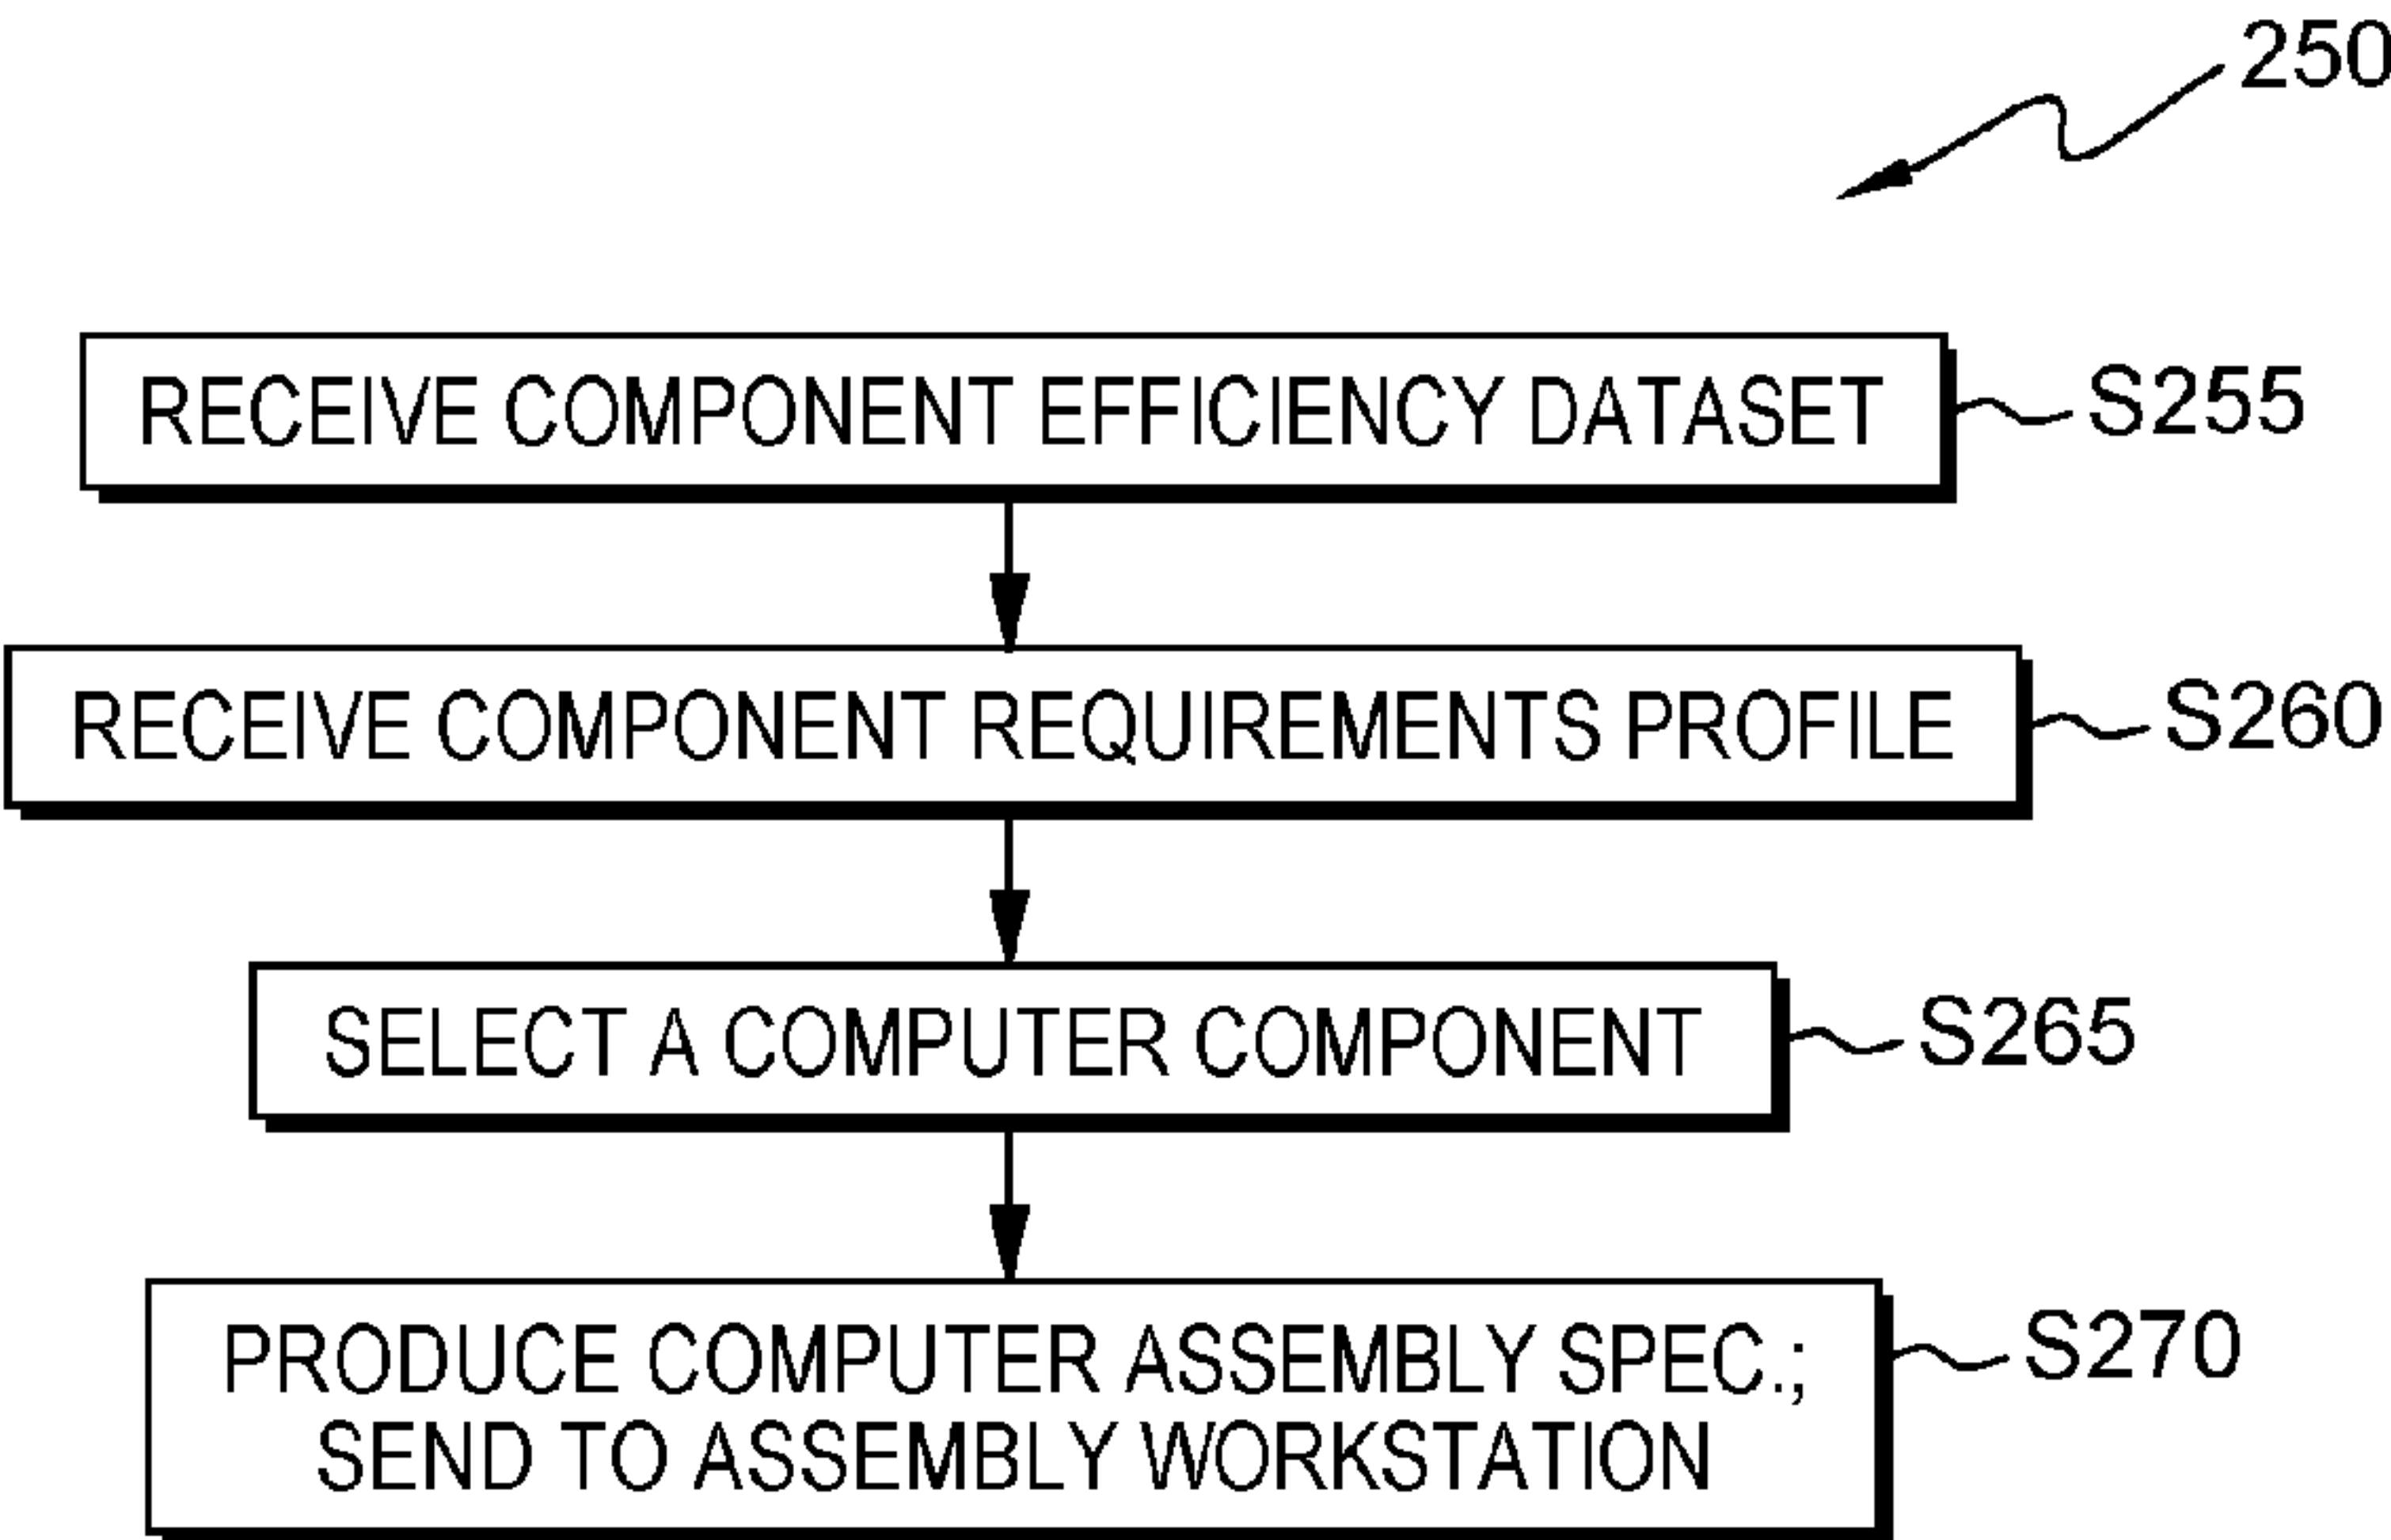 250
RECEIVE COMPONENT EFFICIENCY DATASET
S255
RECEIVE COMPONENT REQUIREMENTS PROFILE
S260
SELECT A COMPUTER COMPONENT
S265
PRODUCE COMPUTER ASSEMBLY SPEC.;
SEND TO ASSEMBLY WORKSTATION
S270